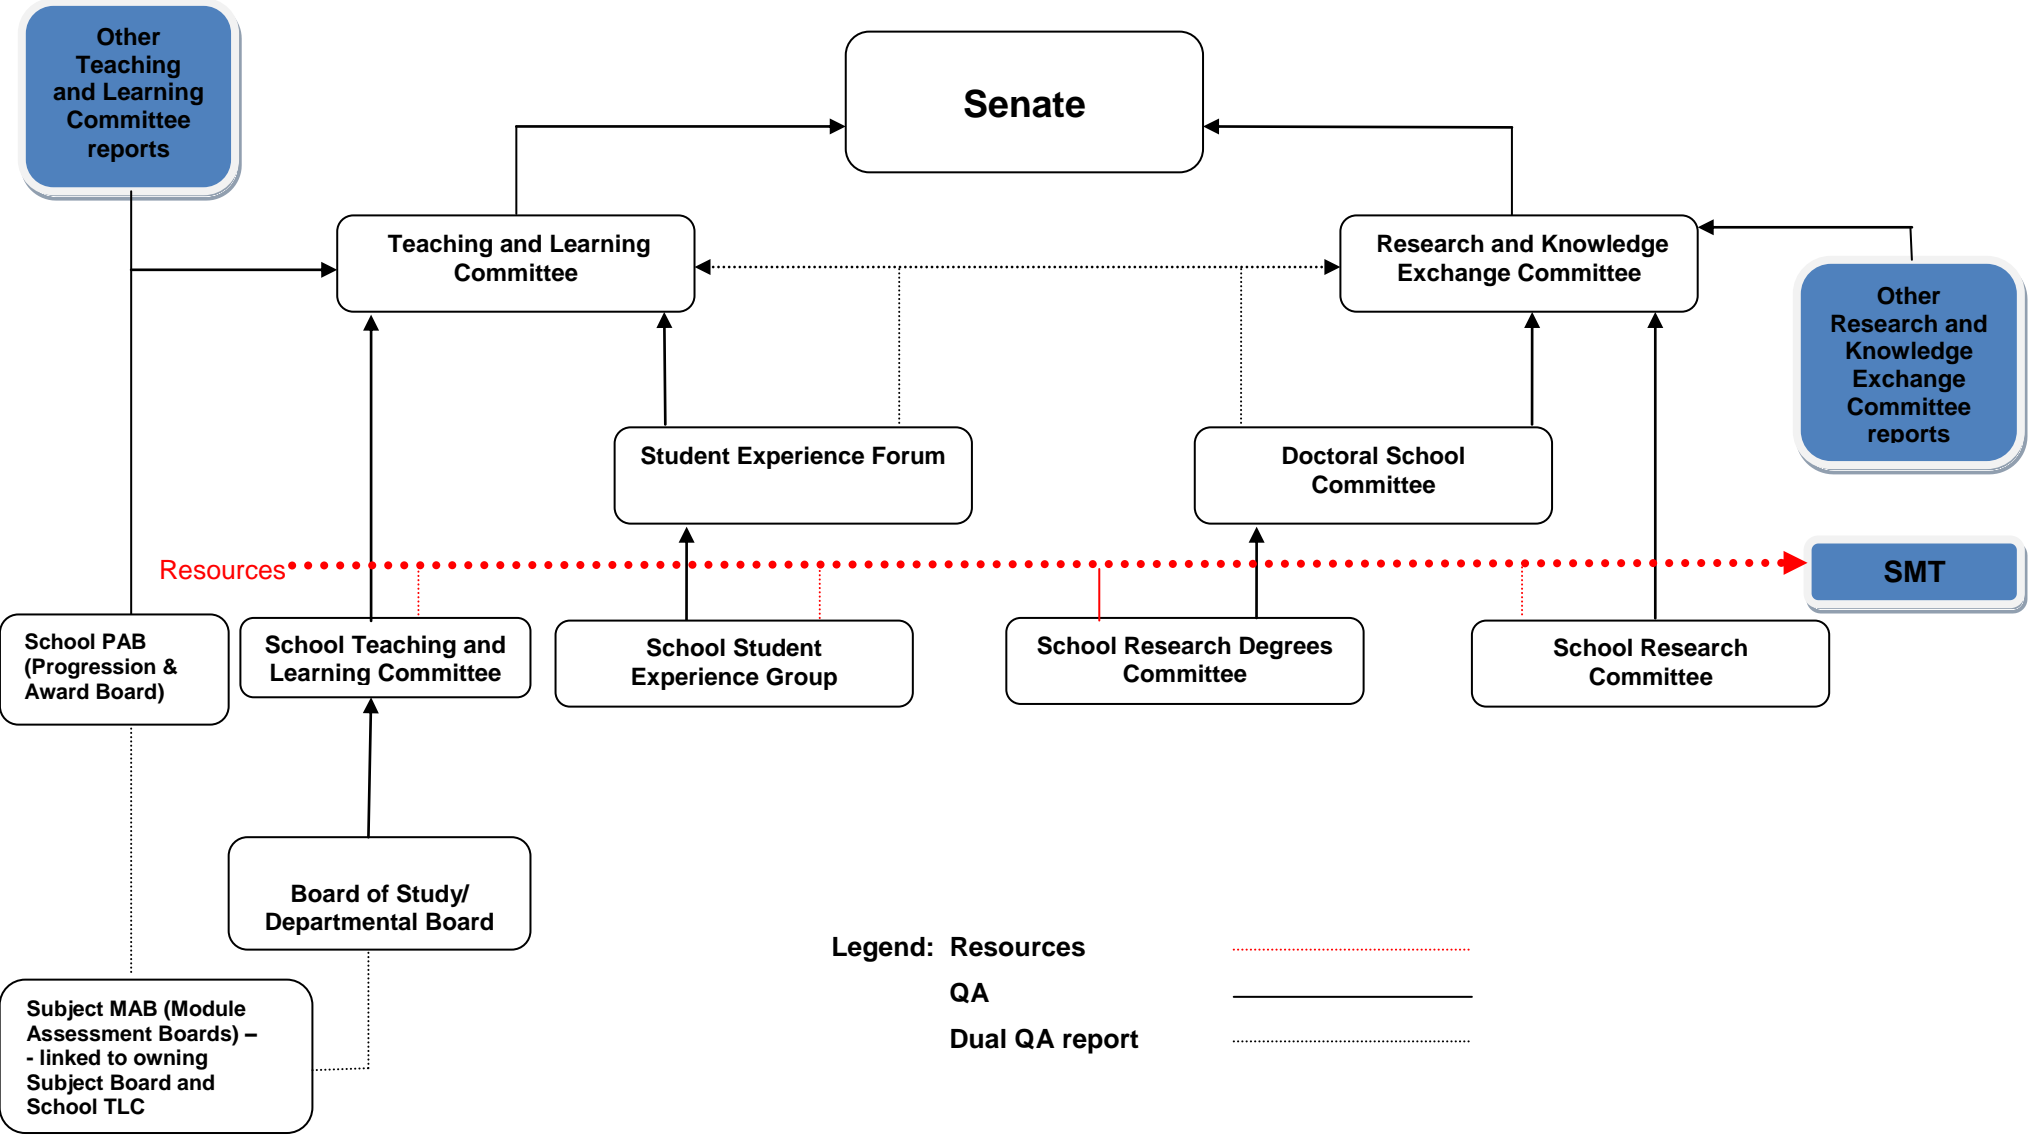 Other
Teaching
and Learning
Committee
reports
Senate
Teaching and Learning
Committee
Research and Knowledge
Exchange Committee
Other
Research and
Knowledge
Exchange
Committee
reports
Student Experience Forum
Doctoral School
Committee
Resources
SMT
School PAB
(Progression &
Award Board)
School Teaching and
Learning Committee
School Student
Experience Group
School Research Degrees
Committee
School Research
Committee
Board of Study/
Departmental Board
Subject MAB (Module
Assessment Boards) –
- linked to owning
Subject Board and
School TLC
Legend: Resources
QA
Dual QA report